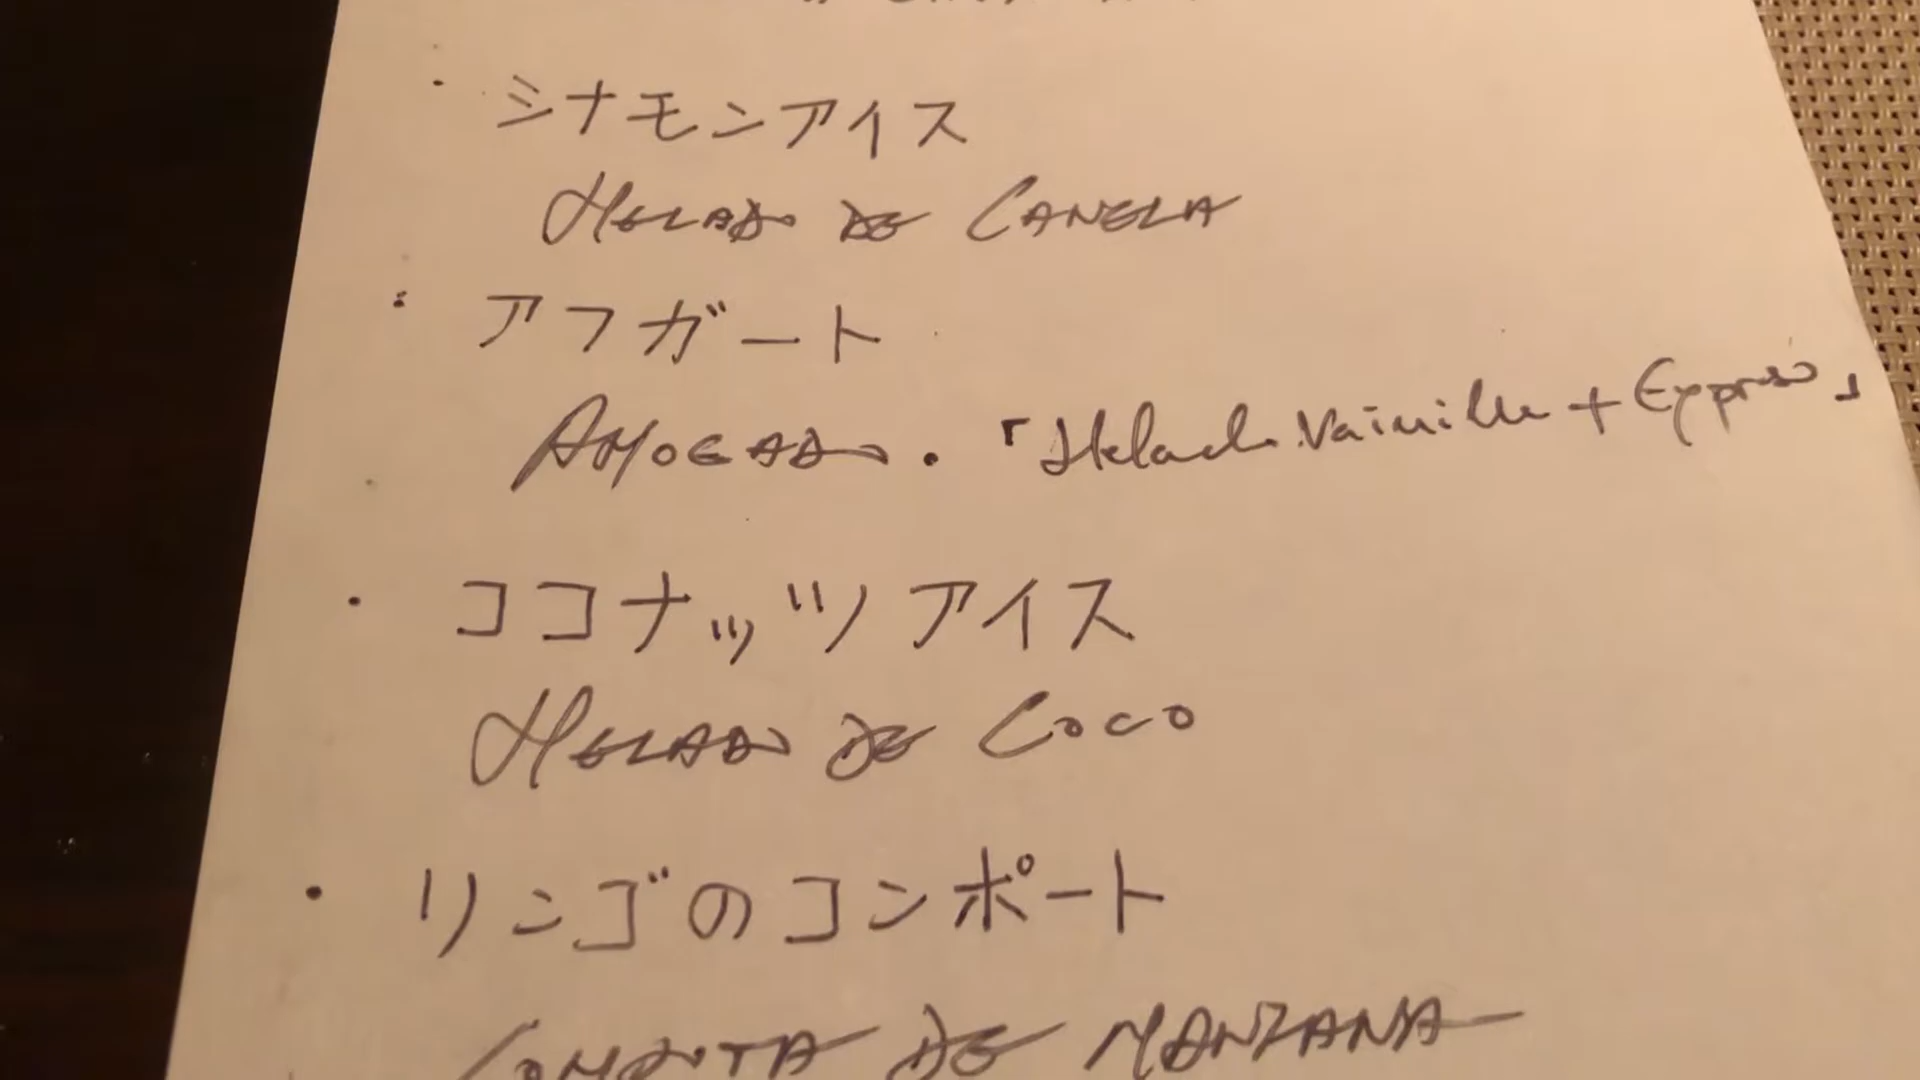 ・シナモンアイス
HELADO DE CANELA
・アフガート
AHOGADO. 「Helado Vainilla + Expreso」
・ココナッツアイス
HELADO DE COCO
・リンゴのコンポート
COMPOTA DE MANZANA